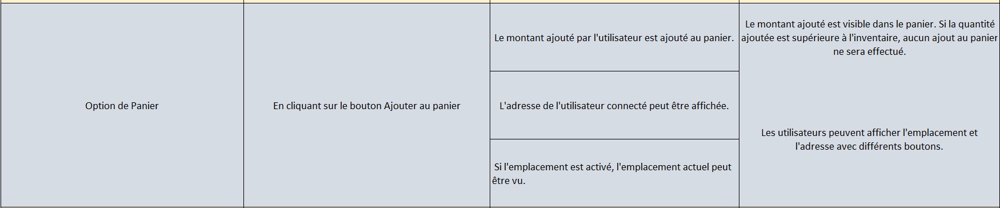 Option de Panier
En cliquant sur le bouton Ajouter au panier
Le montant ajouté par l'utilisateur est ajouté au panier.
L'adresse de l'utilisateur connecté peut être affichée.
Si l'emplacement est activé, l'emplacement actuel peut
être vu.
Le montant ajouté est visible dans le panier. Si la quantité
ajoutée est supérieure à l'inventaire, aucun ajout au panier
ne sera effectué.
Les utilisateurs peuvent afficher l'emplacement et
l'adresse avec différents boutons.